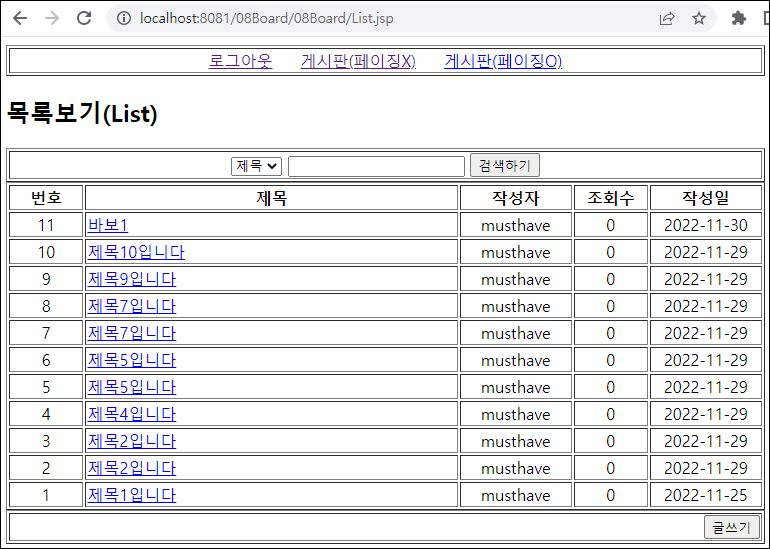 localhost:8081/08Board/08Board/List.jsp
로그아웃 게시판(페이징X) 게시판(페이징O)
목록보기(List)
제목 검색하기
번호 제목 작성자 조회수 작성일
11 바보1 musthave 0 2022-11-30
10 제목10입니다 musthave 0 2022-11-29
9 제목9입니다 musthave 0 2022-11-29
8 제목7입니다 musthave 0 2022-11-29
7 제목7입니다 musthave 0 2022-11-29
6 제목5입니다 musthave 0 2022-11-29
5 제목5입니다 musthave 0 2022-11-29
4 제목4입니다 musthave 0 2022-11-29
3 제목2입니다 musthave 0 2022-11-29
2 제목2입니다 musthave 0 2022-11-29
1 제목1입니다 musthave 0 2022-11-25
글쓰기